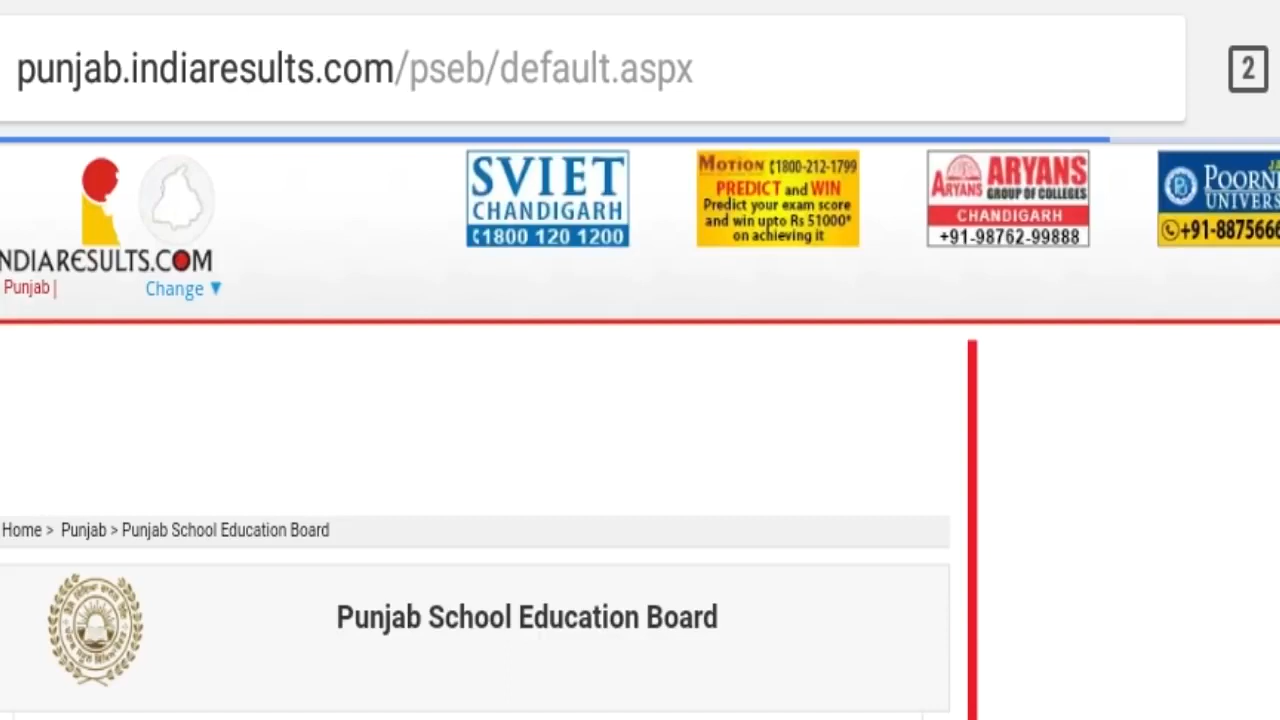 punjab.indiaresults.com/pseb/default.aspx
2
SVIET
CHANDIGARH
1800 120 1200
MOTION 1800-212-1799
PREDICT and WIN
Predict your exam score
and win upto Rs 51000*
on achieving it
ARYANS
ARYANS
GROUP OF COLLEGES
CHANDIGARH
+91-98762-99888
POORNI
UNIVERS
+91-8875666
NDIARESULTS.COM
Punjab|
Change ▼
Home > Punjab > Punjab School Education Board
Punjab School Education Board